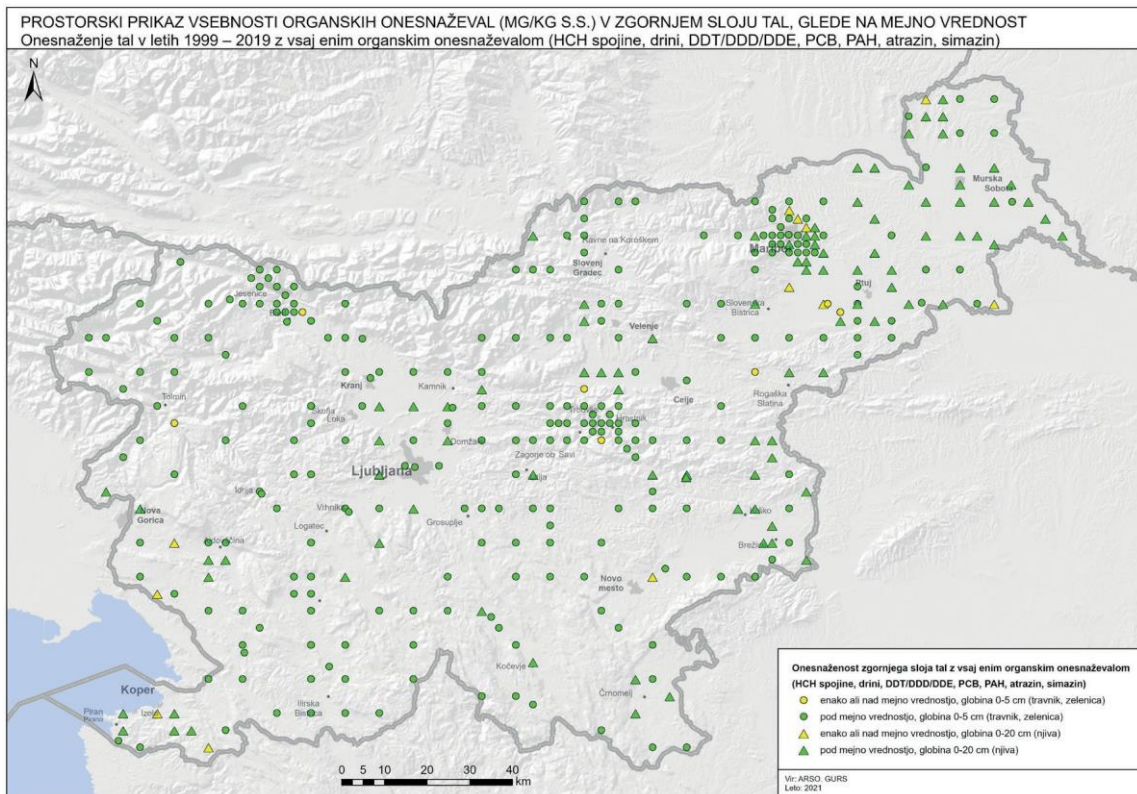 PROSTORSKI PRIKAZ VSEBNOSTI ORGANSKIH ONESNAŽEVAL (MG/KG S.S.) V ZGORNJEM SLOJU TAL, GLEDE NA MEJNO VREDNOST
Onesnaženje tal v letih 1999 – 2019 z vsaj enim organskim onesnaževalom (HCH spojine, drini, DDT/DDD/DDE, PCB, PAH, atrazin, simazin)
N
Murska
Sobota
Ravne na Koroškem
Maribor
Slovenj
Gradec
Ptuj
Jesenice
Slovenska
Bistrica
Velenje
Kranj
Kamnik
Celje
Rogaška
Slatina
Tolmin
Škofja
Loka
Hrastnik
Domžale
Zagorje ob Savi
Ljubljana
Litija
Idrija
Vrhnika
Nova
Gorica
Logatec
Grosuplje
Krško
Ajdovščina
Brežice
Novo
mesto
Kočevje
Koper
Črnomelj
Piran
Pirano
Izola
Ilirska
Bistrica
0 5 10 20 30 40
km
Onesnaženost zgornjega sloja tal z vsaj enim organskim onesnaževalom
(HCH spojine, drini, DDT/DDD/DDE, PCB, PAH, atrazin, simazin)
enako ali nad mejno vrednostjo, globina 0-5 cm (travnik, zelenica)
pod mejno vrednostjo, globina 0-5 cm (travnik, zelenica)
enako ali nad mejno vrednostjo, globina 0-20 cm (njiva)
pod mejno vrednostjo, globina 0-20 cm (njiva)
Vir: ARSO, GURS
Leto: 2021